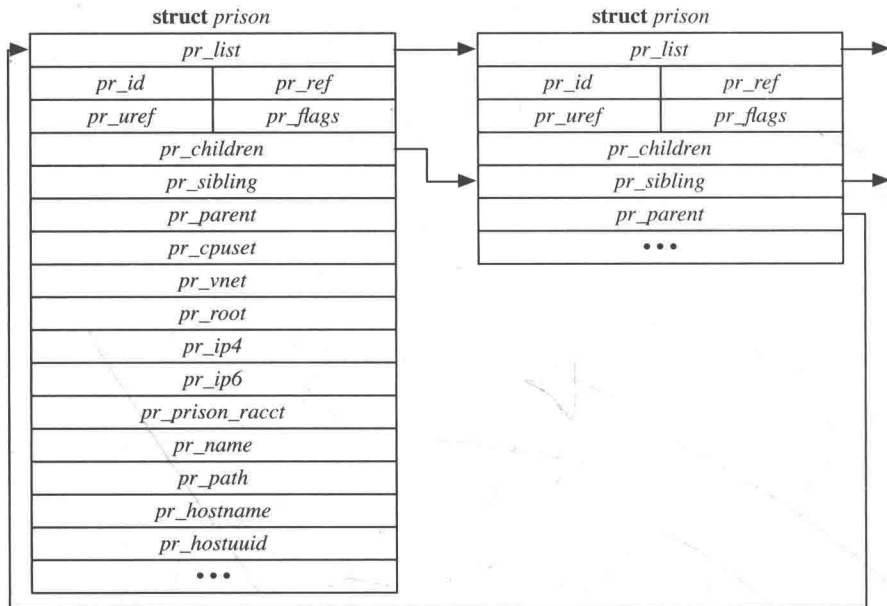 struct prison
pr_list
pr_id pr_ref
pr_uref pr_flags
pr_children
pr_sibling
pr_parent
pr_cpuset
pr_vnet
pr_root
pr_ip4
pr_ip6
pr_prison_racct
pr_name
pr_path
pr_hostname
pr_hostuuid
•••
struct prison
pr_list
pr_id pr_ref
pr_uref pr_flags
pr_children
pr_sibling
pr_parent
•••